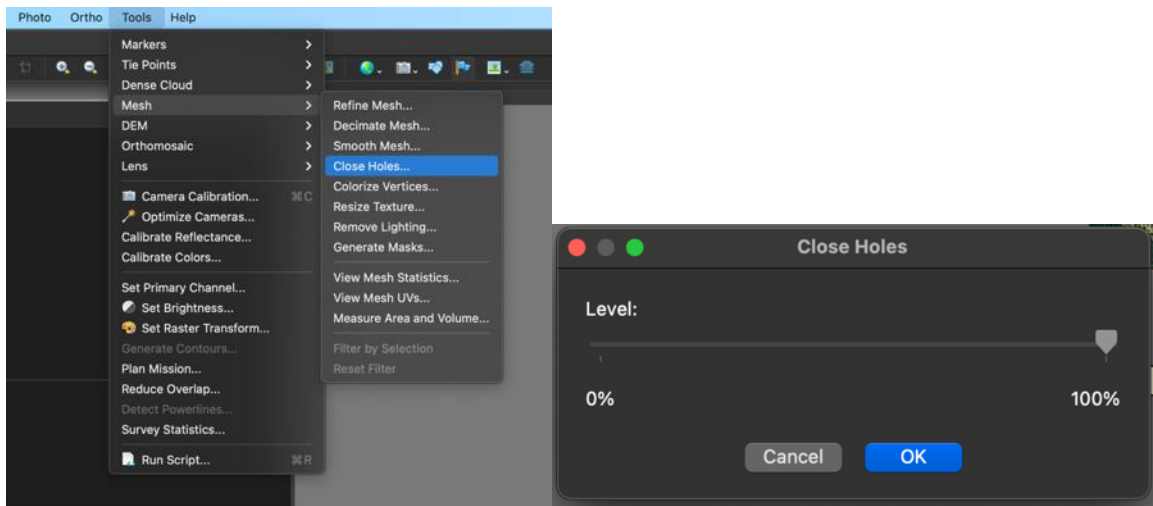 Photo Ortho Tools Help
Markers
Tie Points
Dense Cloud
Mesh
DEM
Orthomosaic
Lens
Camera Calibration... ⌘C
Optimize Cameras...
Calibrate Reflectance...
Calibrate Colors...
Set Primary Channel...
Set Brightness...
Set Raster Transform...
Generate Contours...
Plan Mission...
Reduce Overlap...
Detect Powerlines...
Survey Statistics...
Run Script... ⌘R
Refine Mesh...
Decimate Mesh...
Smooth Mesh...
Close Holes...
Colorize Vertices...
Resize Texture...
Remove Lighting...
Generate Masks...
View Mesh Statistics...
View Mesh UVs...
Measure Area and Volume...
Filter by Selection
Reset Filter
Close Holes
Level:
0% 100%
Cancel OK